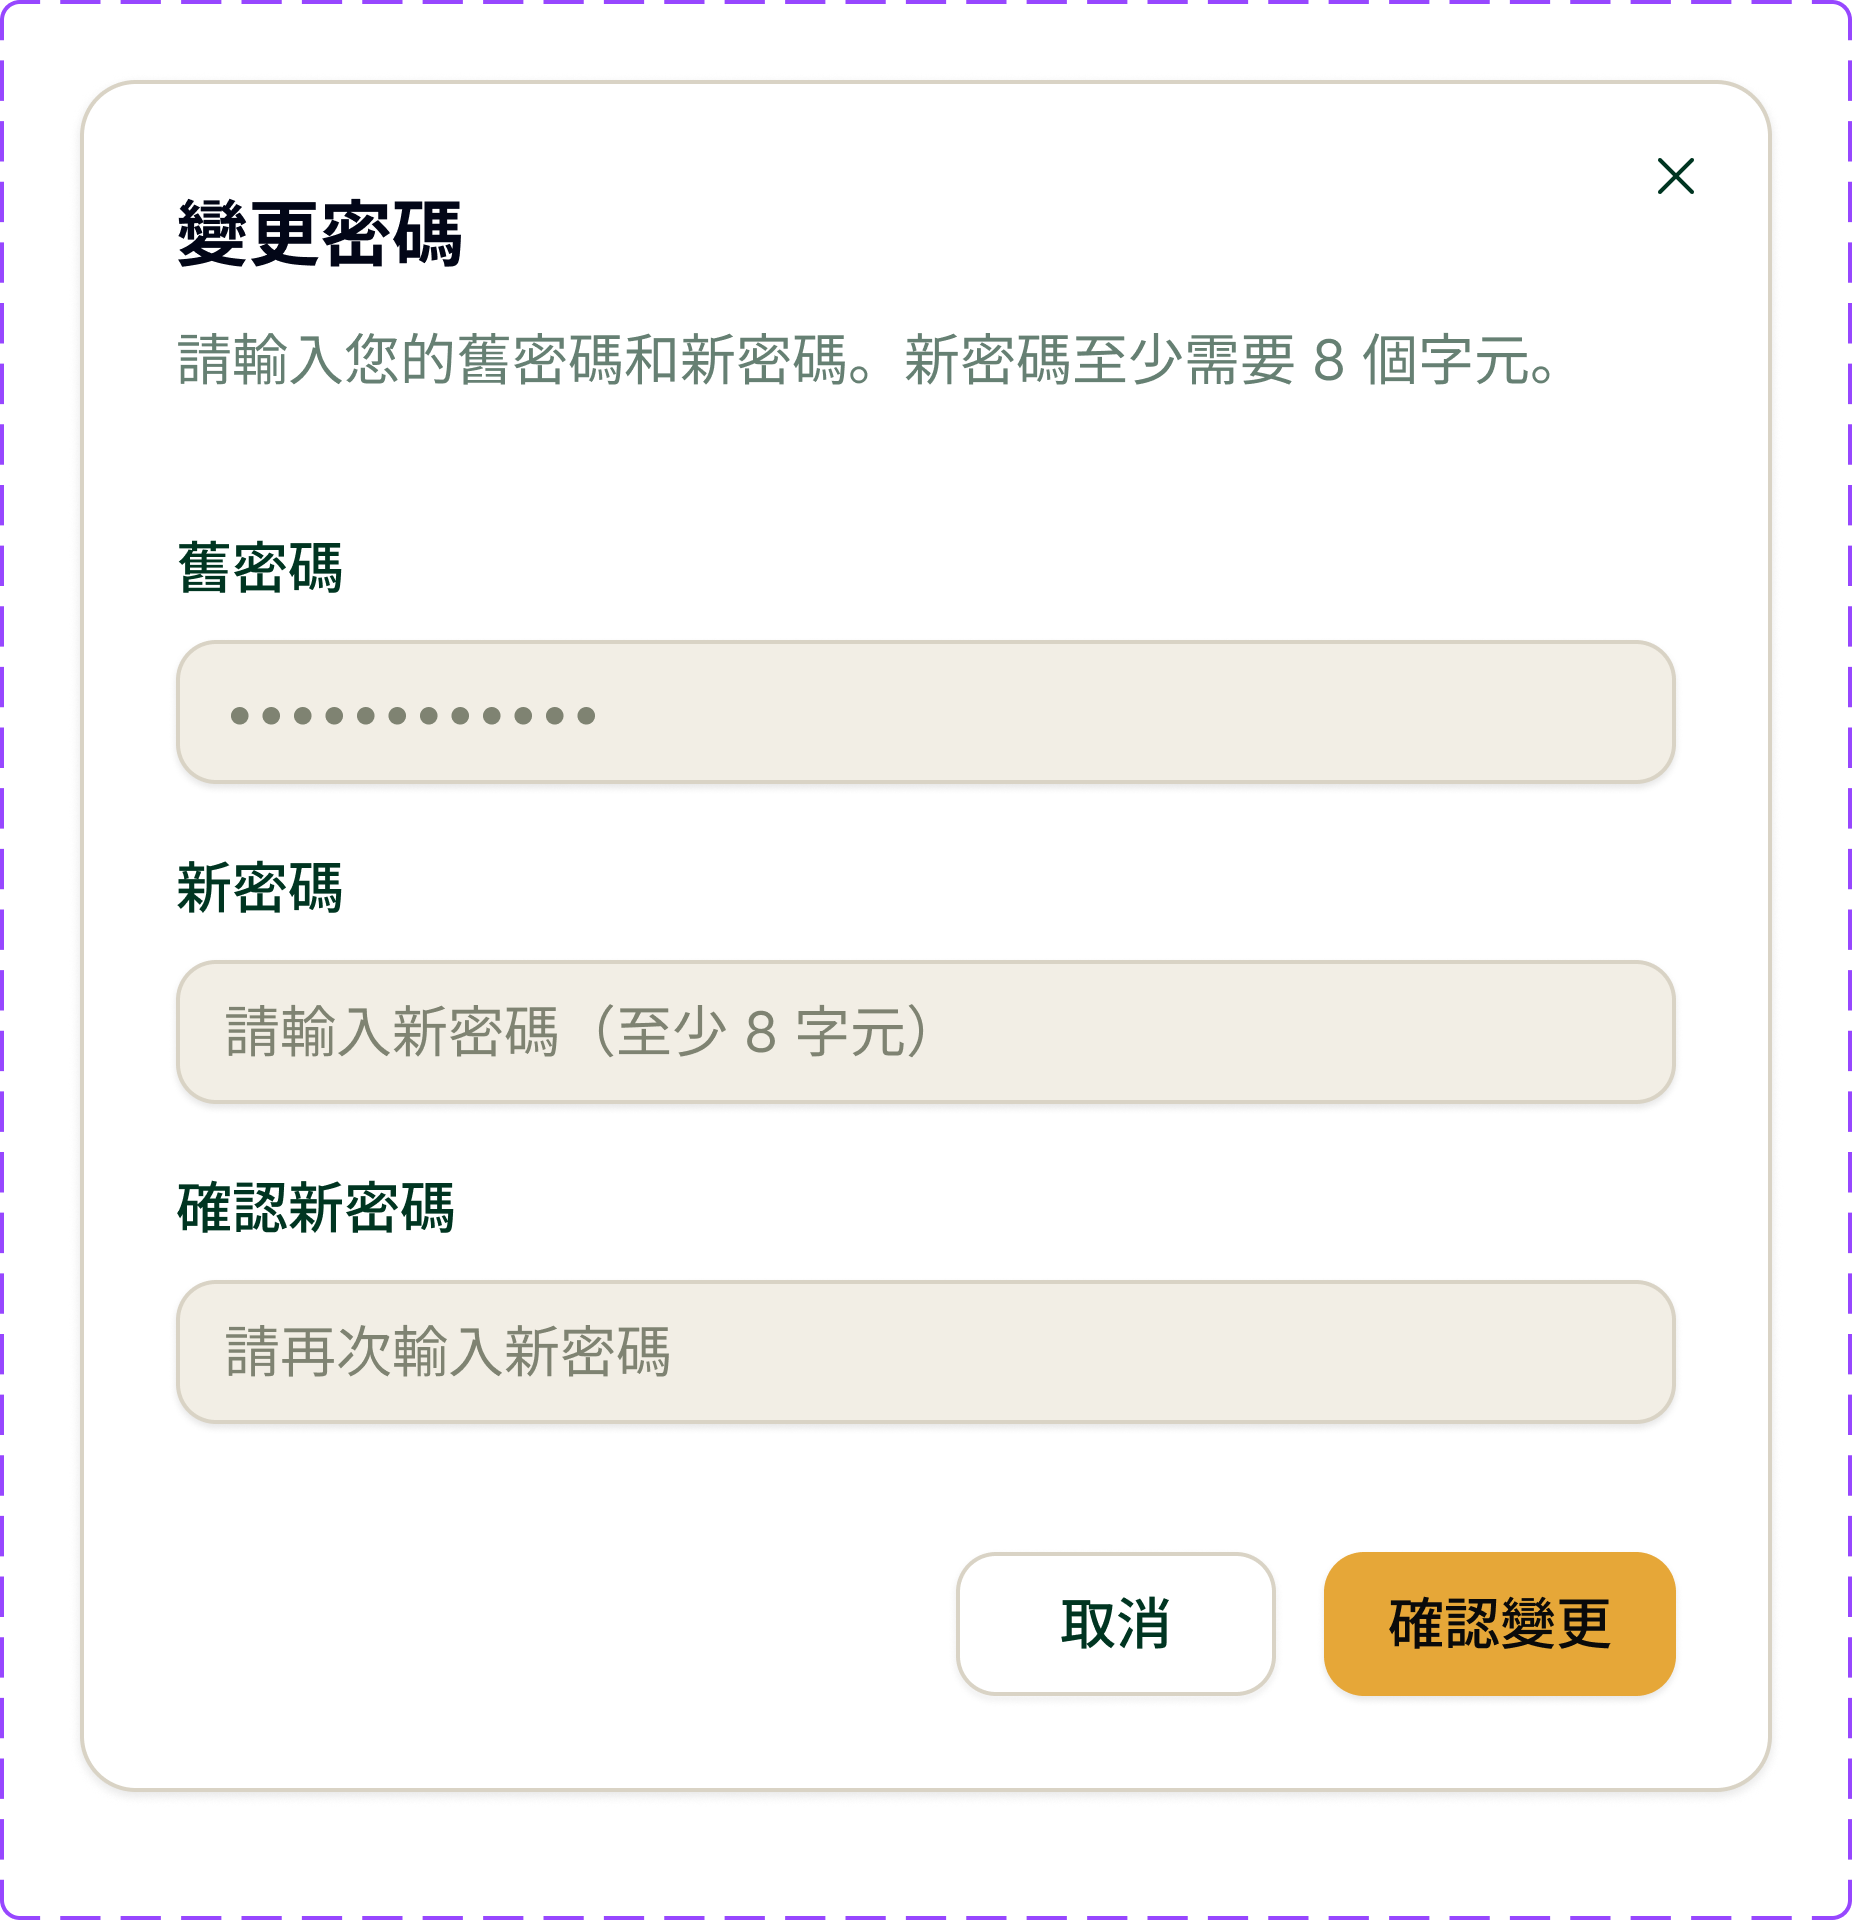 變更密碼
請輸入您的舊密碼和新密碼。新密碼至少需要 8 個字元。
舊密碼
••••••••••••
新密碼
請輸入新密碼（至少 8 字元）
確認新密碼
請再次輸入新密碼
取消
確認變更